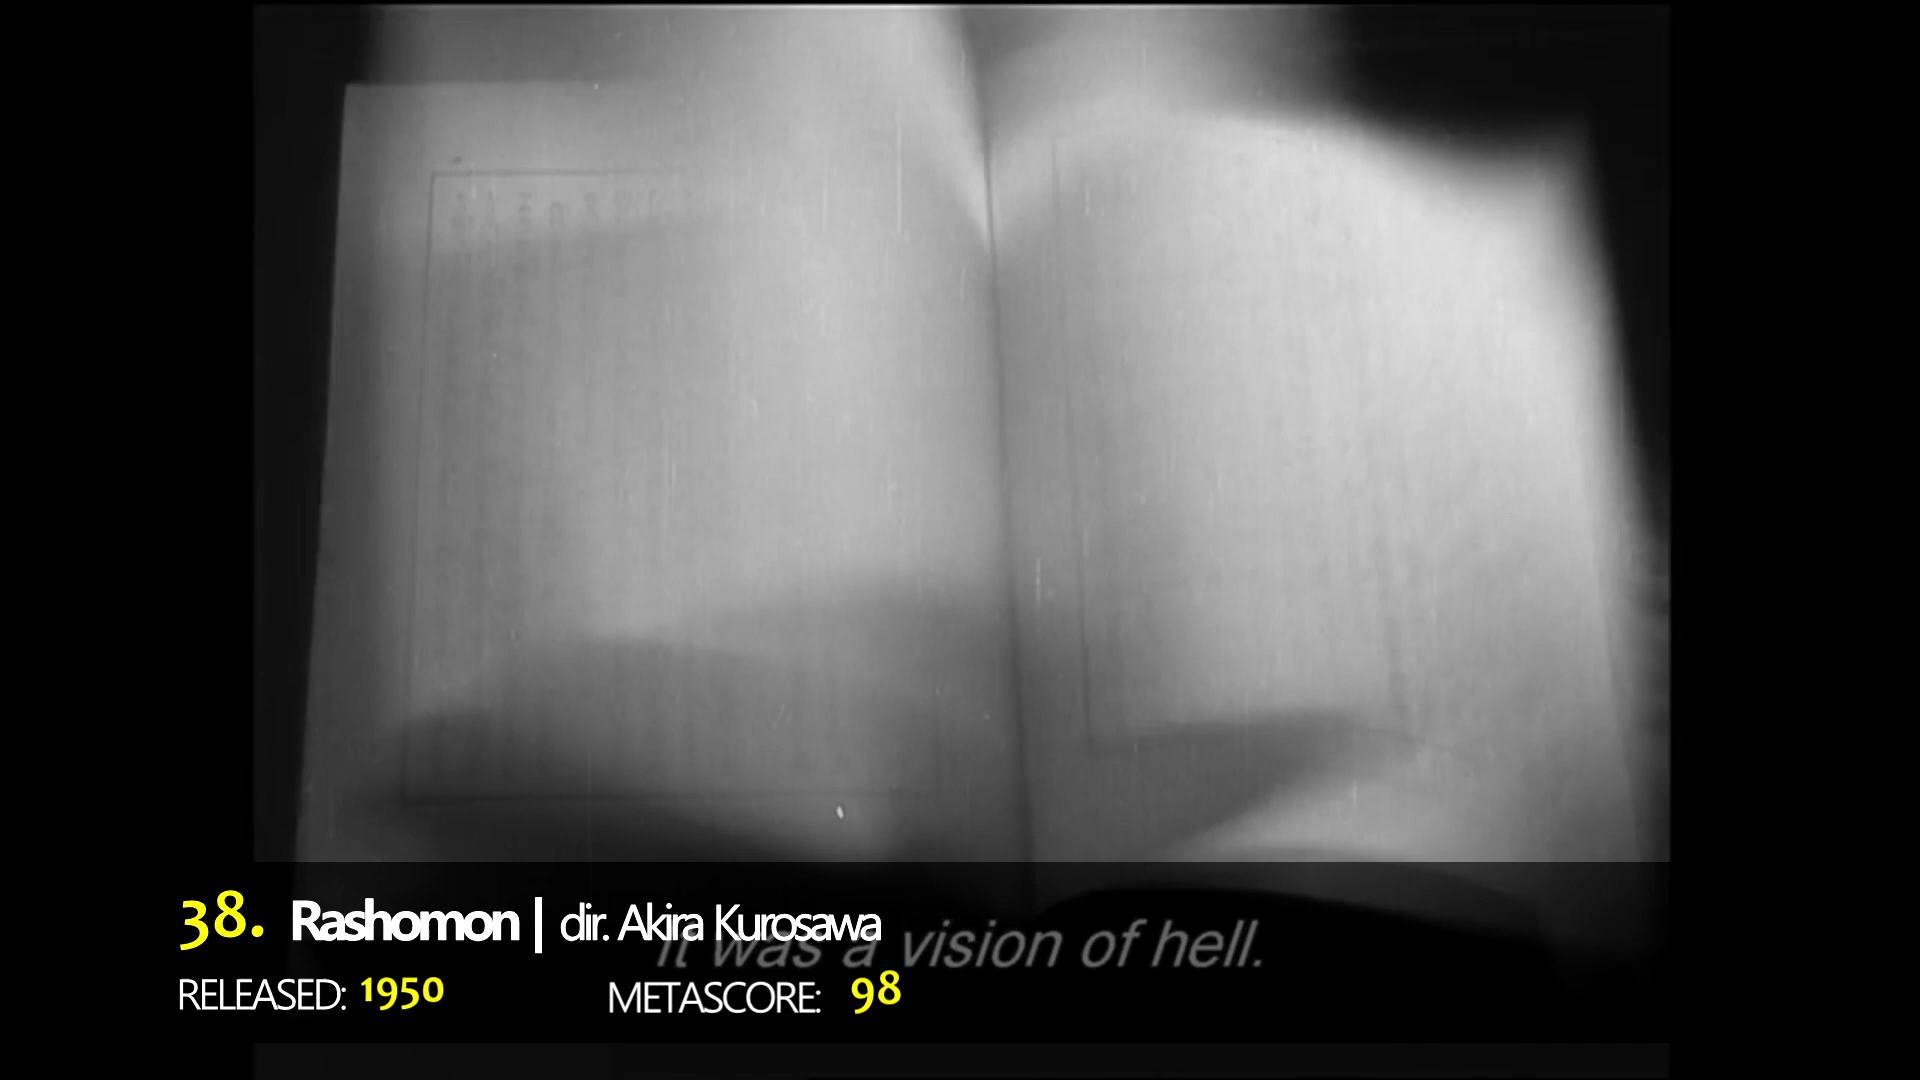 38. Rashomon | dir. Akira Kurosawa
It was a vision of hell.
RELEASED: 1950 METASCORE: 98